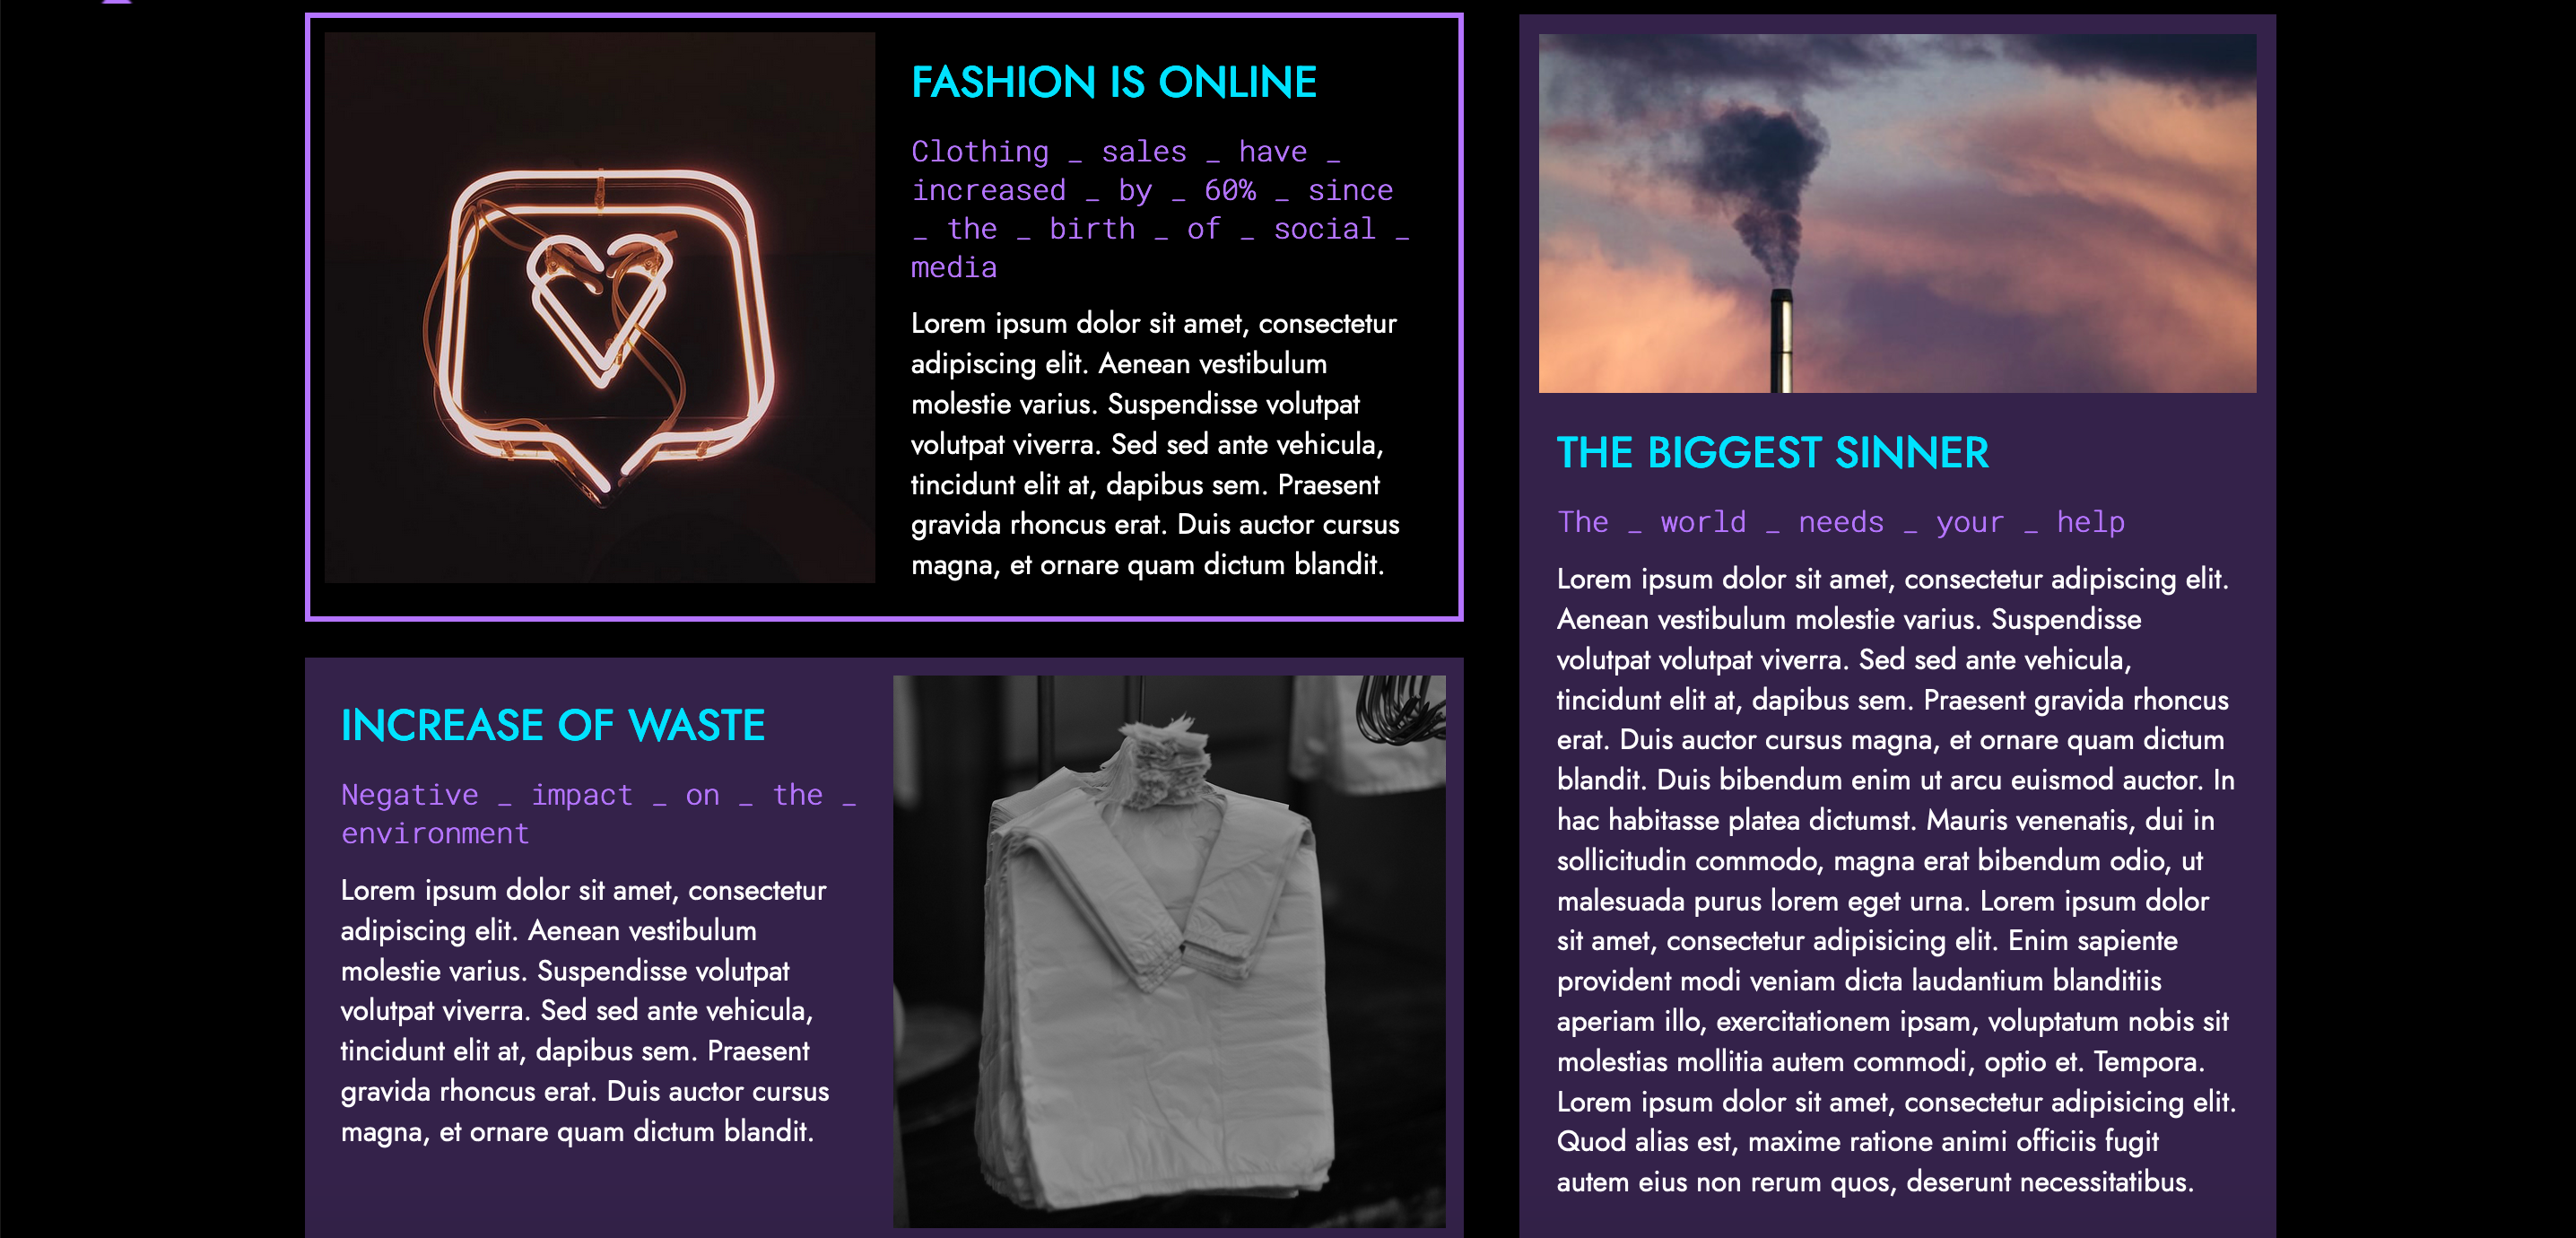 FASHION IS ONLINE
Clothing _ sales _ have _
increased _ by _ 60% _ since
_ the _ birth _ of _ social _
media
Lorem ipsum dolor sit amet, consectetur
adipiscing elit. Aenean vestibulum
molestie varius. Suspendisse volutpat
volutpat viverra. Sed sed ante vehicula,
tincidunt elit at, dapibus sem. Praesent
gravida rhoncus erat. Duis auctor cursus
magna, et ornare quam dictum blandit.
INCREASE OF WASTE
Negative _ impact _ on _ the _
environment
Lorem ipsum dolor sit amet, consectetur
adipiscing elit. Aenean vestibulum
molestie varius. Suspendisse volutpat
volutpat viverra. Sed sed ante vehicula,
tincidunt elit at, dapibus sem. Praesent
gravida rhoncus erat. Duis auctor cursus
magna, et ornare quam dictum blandit.
THE BIGGEST SINNER
The _ world _ needs _ your _ help
Lorem ipsum dolor sit amet, consectetur adipiscing elit.
Aenean vestibulum molestie varius. Suspendisse
volutpat volutpat viverra. Sed sed ante vehicula,
tincidunt elit at, dapibus sem. Praesent gravida rhoncus
erat. Duis auctor cursus magna, et ornare quam dictum
blandit. Duis bibendum enim ut arcu euismod auctor. In
hac habitasse platea dictumst. Mauris venenatis, dui in
sollicitudin commodo, magna erat bibendum odio, ut
malesuada purus lorem eget urna. Lorem ipsum dolor
sit amet, consectetur adipisicing elit. Enim sapiente
provident modi veniam dicta laudantium blanditiis
aperiam illo, exercitationem ipsam, voluptatum nobis sit
molestias mollitia autem commodi, optio et. Tempora.
Lorem ipsum dolor sit amet, consectetur adipisicing elit.
Quod alias est, maxime ratione animi officiis fugit
autem eius non rerum quos, deserunt necessitatibus.